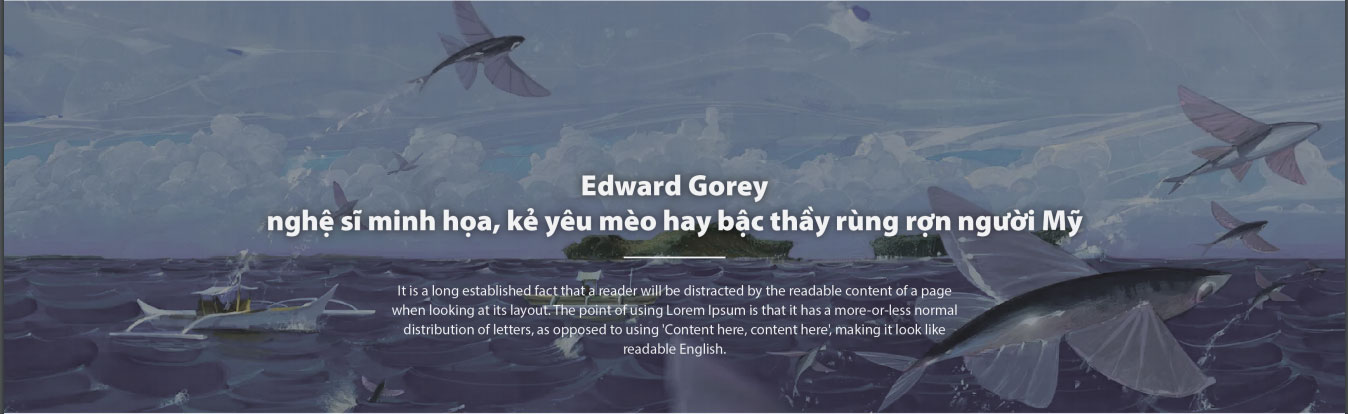 Edward Gorey
nghệ sĩ minh họa, kẻ yêu mèo hay bậc thầy rùng rợn người Mỹ
It is a long established fact that a reader will be distracted by the readable content of a page
when looking at its layout. The point of using Lorem Ipsum is that it has a more-or-less normal
distribution of letters, as opposed to using 'Content here, content here', making it look like
readable English.